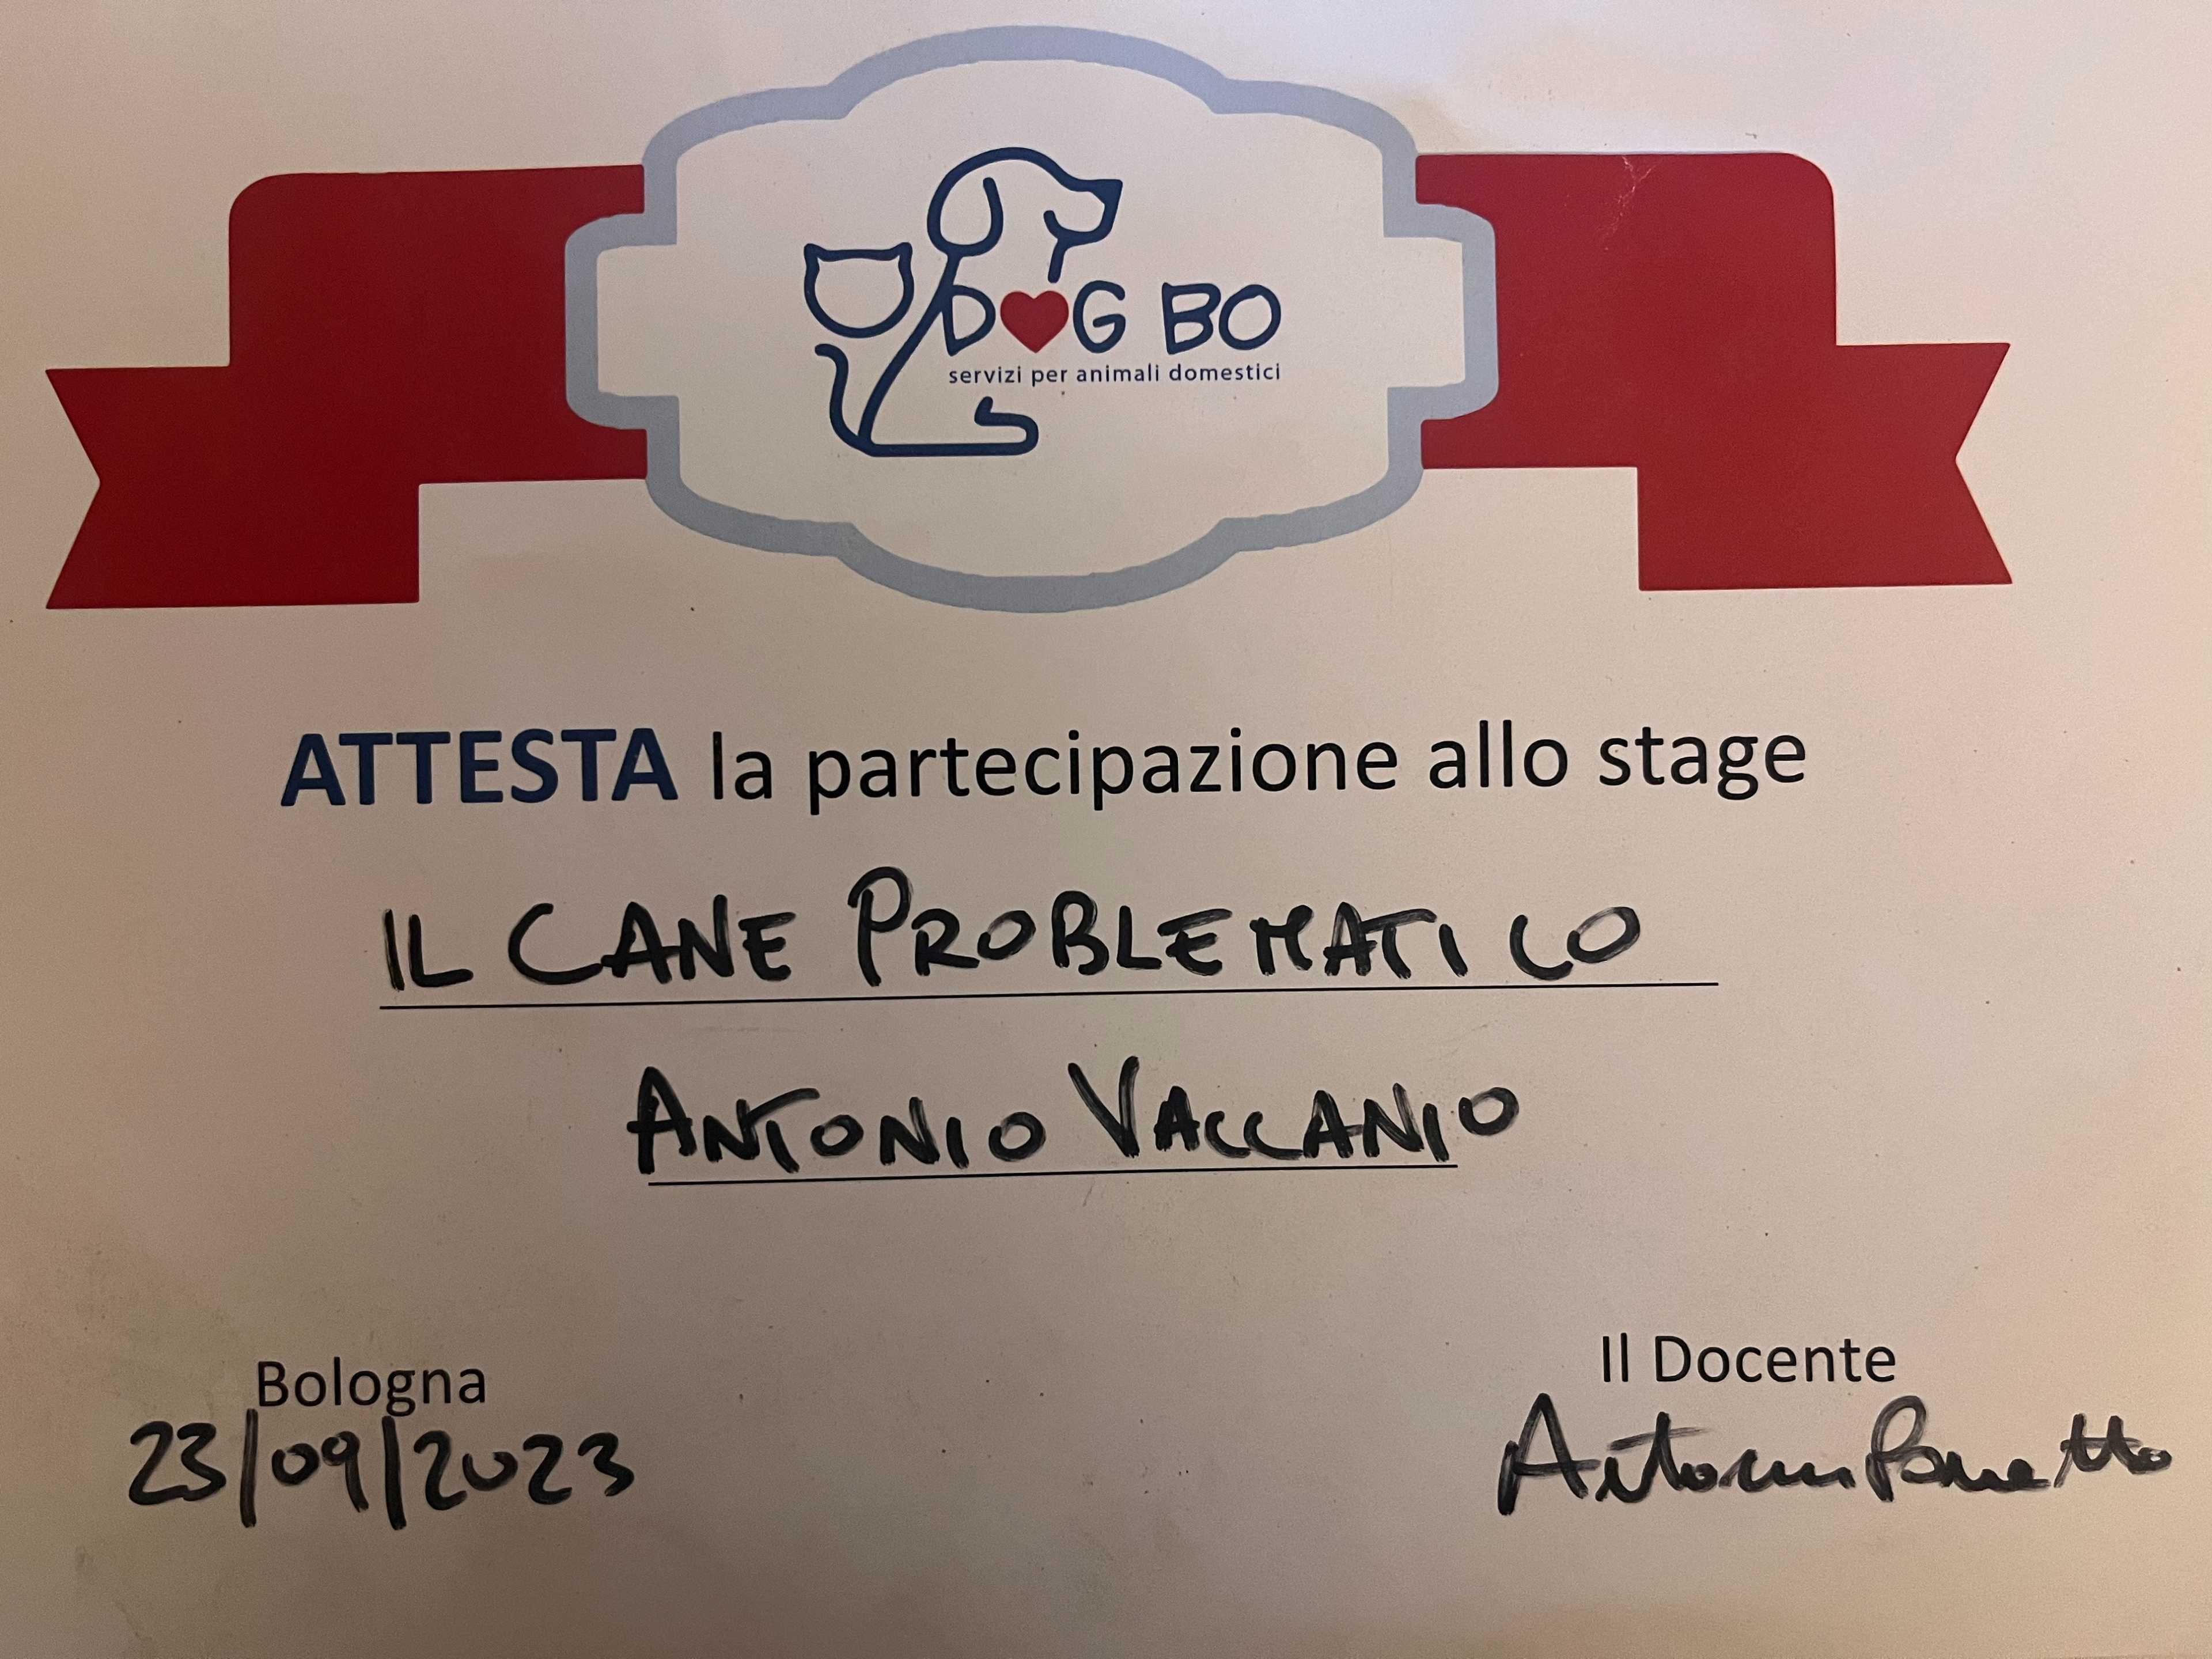 DOG BO
servizi per animali domestici
ATTESTA la partecipazione allo stage
IL CANE PROBLEMATICO
ANTONIO VACCANIO
Bologna
23/09/2023
Il Docente